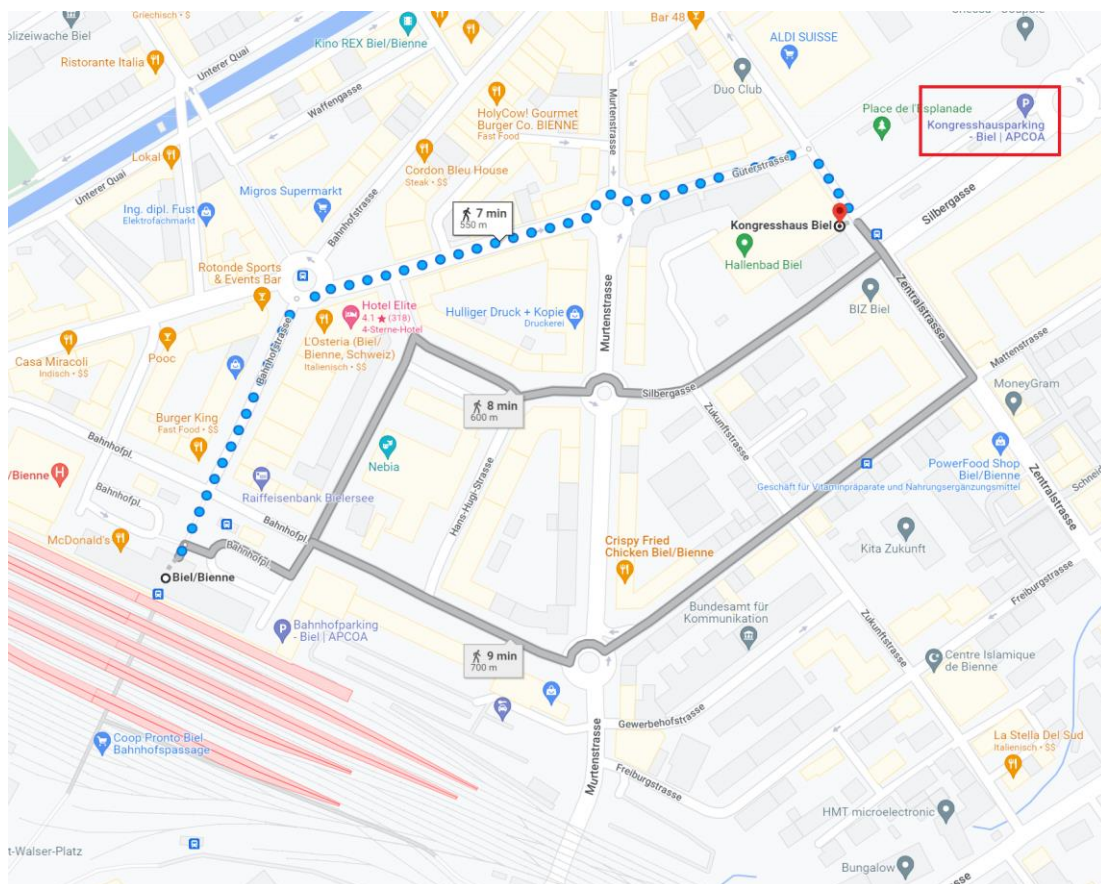 Griechisch • $$
olizeiwache Biel
Ristorante Italia
Unterer Quai
Kino REX Biel/Bienne
Bar 48
ALDI SUISSE
Duo Club
Place de l'Esplanade
Kongresshausparking
- Biel | APCOA
Waffengasse
HolyCow! Gourmet
Burger Co. BIENNE
Fast Food
Murtenstrasse
Lokal
Unterer Quai
Cordon Bleu House
Steak • $$
Migros Supermarkt
Ing. dipl. Fust
Elektrofachmarkt
Bahnhofstrasse
7 min
550 m
Güterstrasse
Silbergasse
Kongresshaus Biel
Hallenbad Biel
Rotonde Sports
& Events Bar
BIZ Biel
Zentralstrasse
Hotel Elite
4.1 ★ (318)
4-Sterne-Hotel
Hulliger Druck + Kopie
Druckerei
Murtenstrasse
L'Osteria (Biel/
Bienne, Schweiz)
Italienisch • $$
Bahnhofstrasse
Casa Miracoli
Indisch • $$
Pooc
Mattenstrasse
MoneyGram
Silbergasse
8 min
600 m
Zukunftstrasse
Burger King
Fast Food • $$
Bahnhofpl.
Nebia
PowerFood Shop
Biel/Bienne
Geschäft für Vitaminpräparate und Nahrungsergänzungsmittel
Zentralstrasse
Schneid
/Bienne
Raiffeisenbank Bielersee
Hans-Hugi-Strasse
Bahnhofpl.
Bahnhofpl.
McDonald's
Bahnhofpl.
Crispy Fried
Chicken Biel/Bienne
Kita Zukunft
Biel/Bienne
Freiburgstrasse
Bundesamt für
Kommunikation
Zukunftstrasse
Bahnhofparking
- Biel | APCOA
9 min
700 m
Centre Islamique
de Bienne
Gewerbehofstrasse
Coop Pronto Biel
Bahnhofspassage
La Stella Del Sud
Italienisch • $$
Murtenstrasse
Freiburgstrasse
HMT microelectronic
t-Walser-Platz
Bungalow